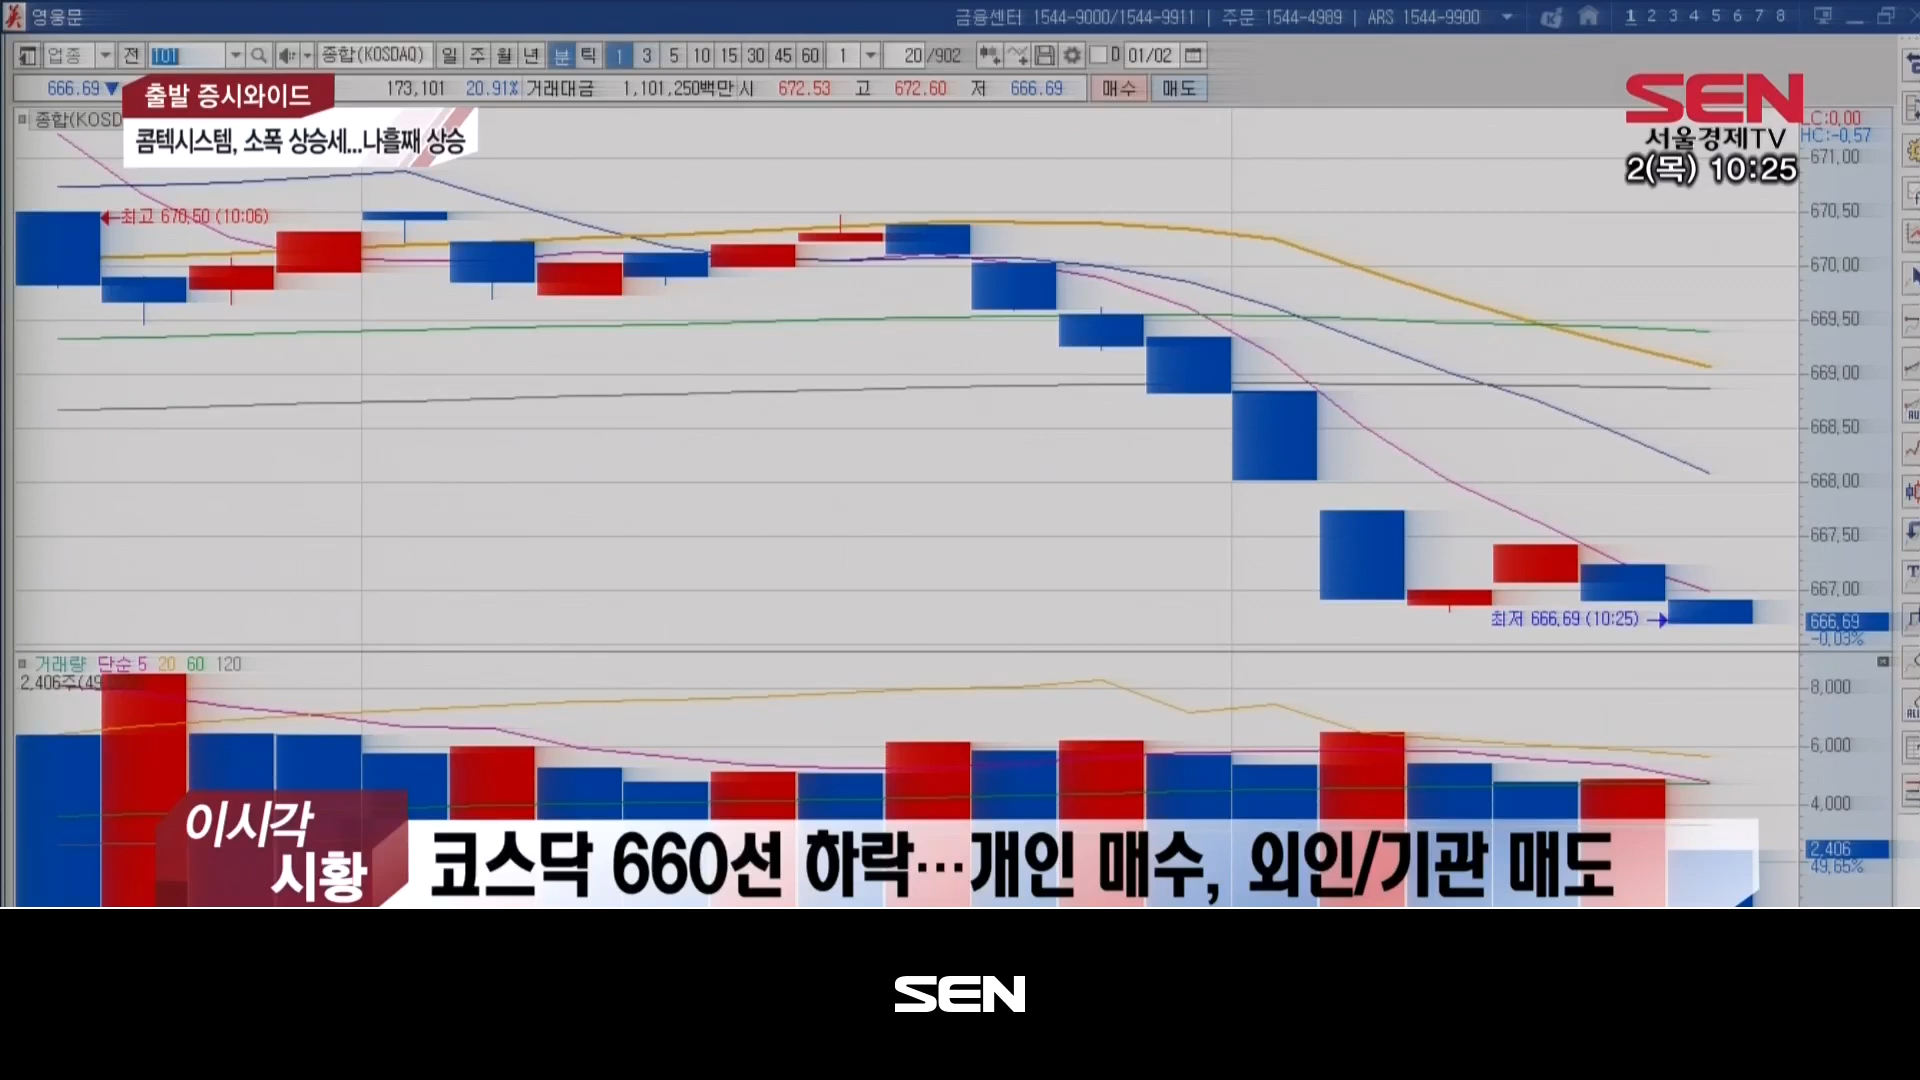 영웅문
금융센터 1544-9000/1544-9911 | 주문 1544-4989 | ARS 1544-9900
1 2 3 4 5 6 7 8
업종 전 101 종합(KOSDAQ) 일 주 월 년 분 틱 1 3 5 10 15 30 45 60 1 20 /902 D 01/02
666.69▼ 173,101 20.91% 거래대금 1,101,250백만 시 672.53 고 672.60 저 666.69 매수 매도
출발 증시와이드
콤텍시스템, 소폭 상승세...나흘째 상승
종합(KOSD
SEN
서울경제TV
2(목) 10:25
LC:0.00
HC:-0.57
671.00
670.50
670.00
669.50
669.00
668.50
668.00
667.50
667.00
666.69
-0.03%
최고 670.50 (10:06)
최저 666.69 (10:25)
거래량 단순 5 20 60 120
2,406주(49
8,000
6,000
4,000
2,406
49.65%
이시각
시황
코스닥 660선 하락…개인 매수, 외인/기관 매도
SEN